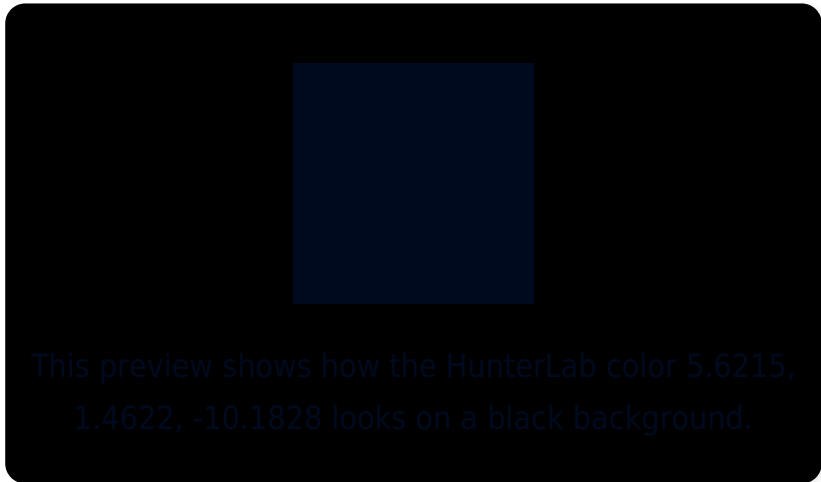 This preview shows how the HunterLab color 5.6215,
1.4622, -10.1828 looks on a black background.